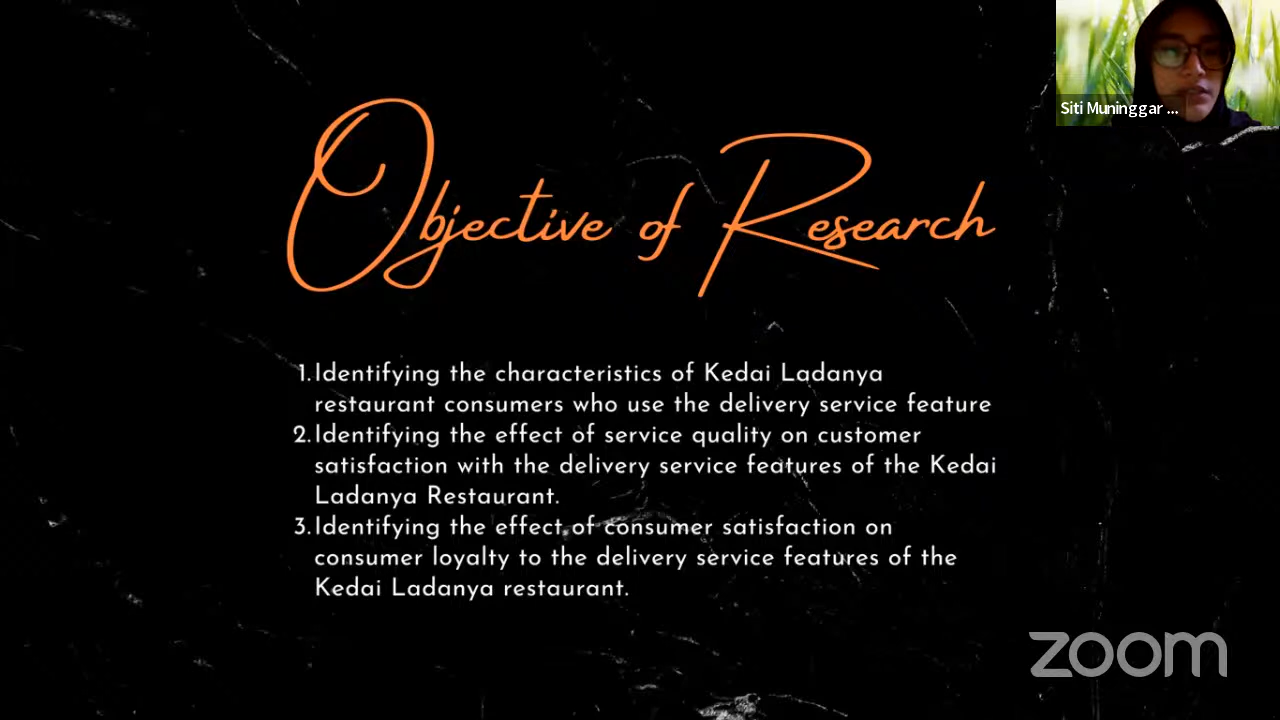 Siti Muninggar ...
Objective of Research
1. Identifying the characteristics of Kedai Ladanya
restaurant consumers who use the delivery service feature
2. Identifying the effect of service quality on customer
satisfaction with the delivery service features of the Kedai
Ladanya Restaurant.
3. Identifying the effect of consumer satisfaction on
consumer loyalty to the delivery service features of the
Kedai Ladanya restaurant.
zoom